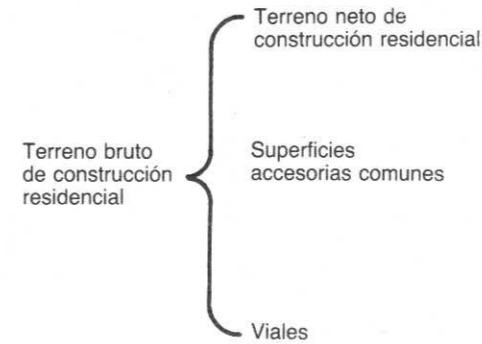 Terreno neto de
construcción residencial
Terreno bruto
de construcción
residencial
Superficies
accesorias comunes
Viales